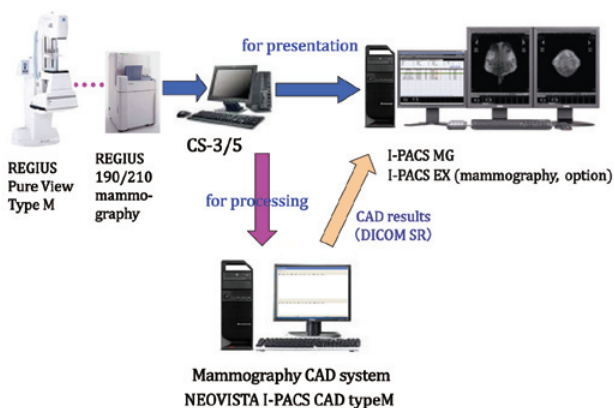 for presentation
CS-3/5
REGIUS
Pure View
Type M
REGIUS
190/210
mammo-
graphy
I-PACS MG
I-PACS EX (mammography, option)
for processing
CAD results
(DICOM SR)
Mammography CAD system
NEOVISTA I-PACS CAD typeM